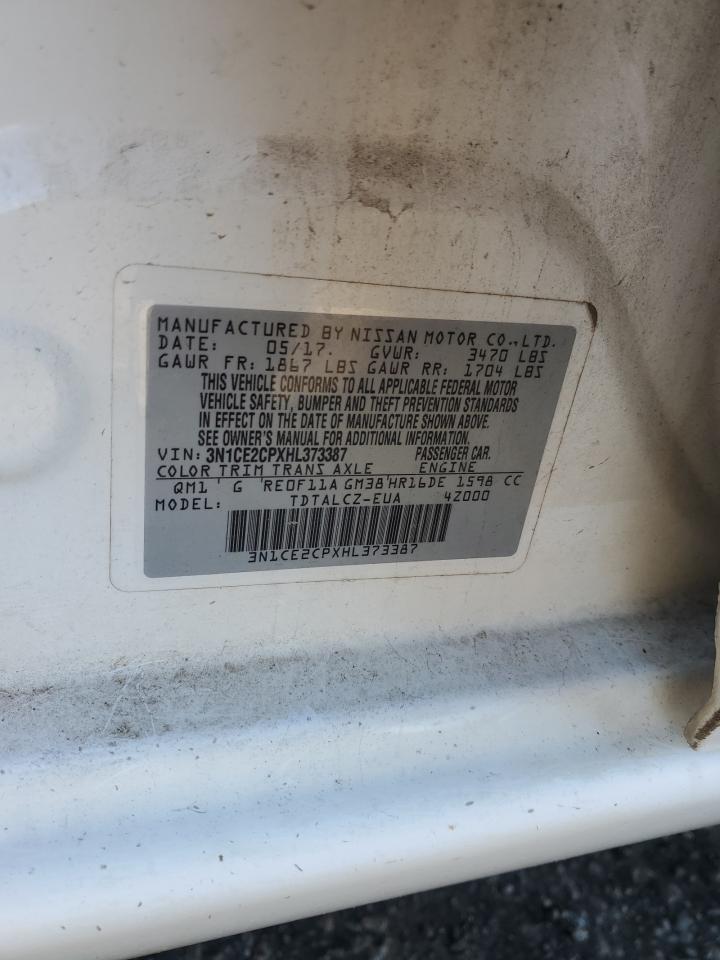 MANUFACTURED BY NISSAN MOTOR CO.,LTD.
DATE: 05/17. GVWR: 3470 LBS
GAWR FR: 1867 LBS GAWR RR: 1704 LBS
THIS VEHICLE CONFORMS TO ALL APPLICABLE FEDERAL MOTOR
VEHICLE SAFETY, BUMPER AND THEFT PREVENTION STANDARDS
IN EFFECT ON THE DATE OF MANUFACTURE SHOWN ABOVE.
SEE OWNER'S MANUAL FOR ADDITIONAL INFORMATION.
VIN: 3N1CE2CPXHL373387 PASSENGER CAR.
COLOR TRIM TRANS AXLE ENGINE
QM1 ' G 'RE0F11A GM38'HR16DE 1598 CC
MODEL: TDTALCZ-EUA 4Z000
3N1CE2CPXHL373387